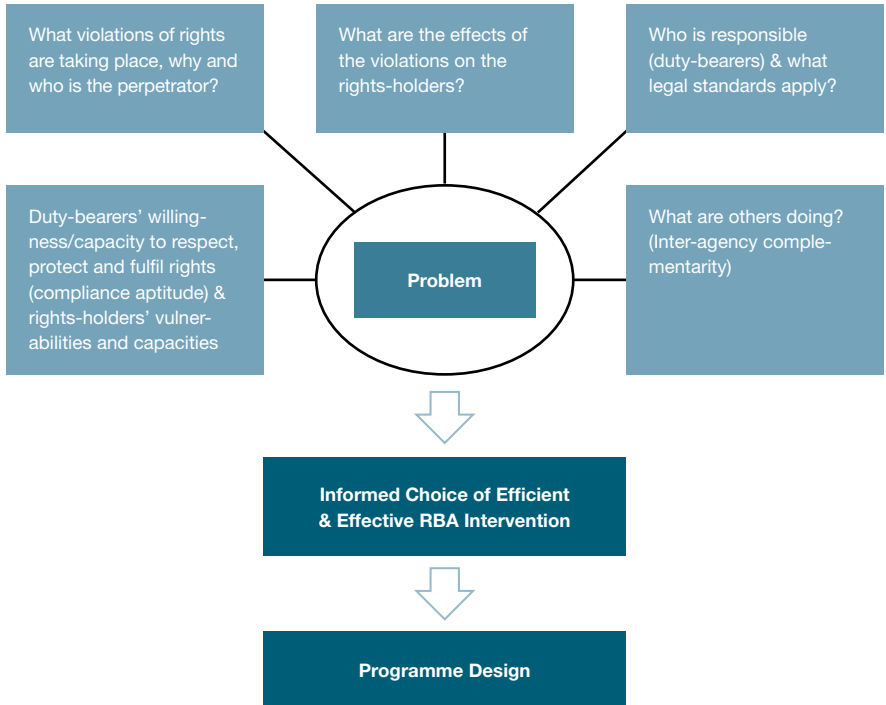 What violations of rights
are taking place, why and
who is the perpetrator?
What are the effects of
the violations on the
rights-holders?
Who is responsible
(duty-bearers) & what
legal standards apply?
Duty-bearers' willing-
ness/capacity to respect,
protect and fulfil rights
(compliance aptitude) &
rights-holders' vulner-
abilities and capacities
Problem
What are others doing?
(Inter-agency comple-
mentarity)
Informed Choice of Efficient
& Effective RBA Intervention
Programme Design